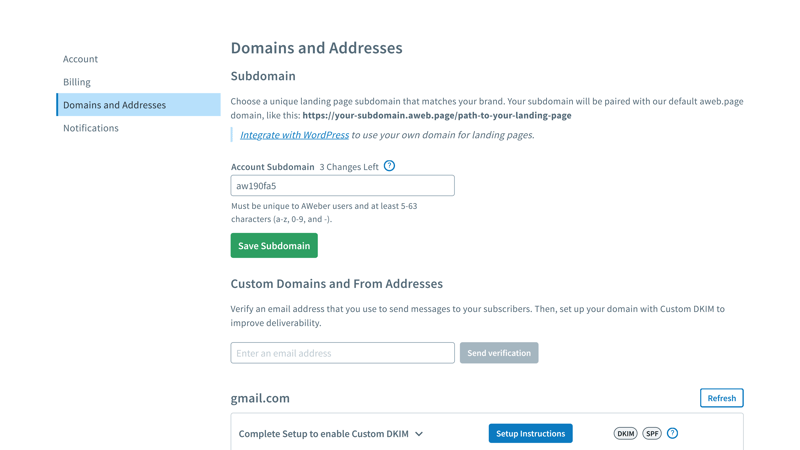 Account
Billing
Domains and Addresses
Notifications
Domains and Addresses
Subdomain
Choose a unique landing page subdomain that matches your brand. Your subdomain will be paired with our default aweb.page
domain, like this: https://your-subdomain.aweb.page/path-to-your-landing-page
Integrate with WordPress to use your own domain for landing pages.
Account Subdomain 3 Changes Left ?
aw190fa5
Must be unique to AWeber users and at least 5-63
characters (a-z, 0-9, and -).
Save Subdomain
Custom Domains and From Addresses
Verify an email address that you use to send messages to your subscribers. Then, set up your domain with Custom DKIM to
improve deliverability.
Enter an email address Send verification
gmail.com Refresh
Complete Setup to enable Custom DKIM Setup Instructions DKIM SPF ?